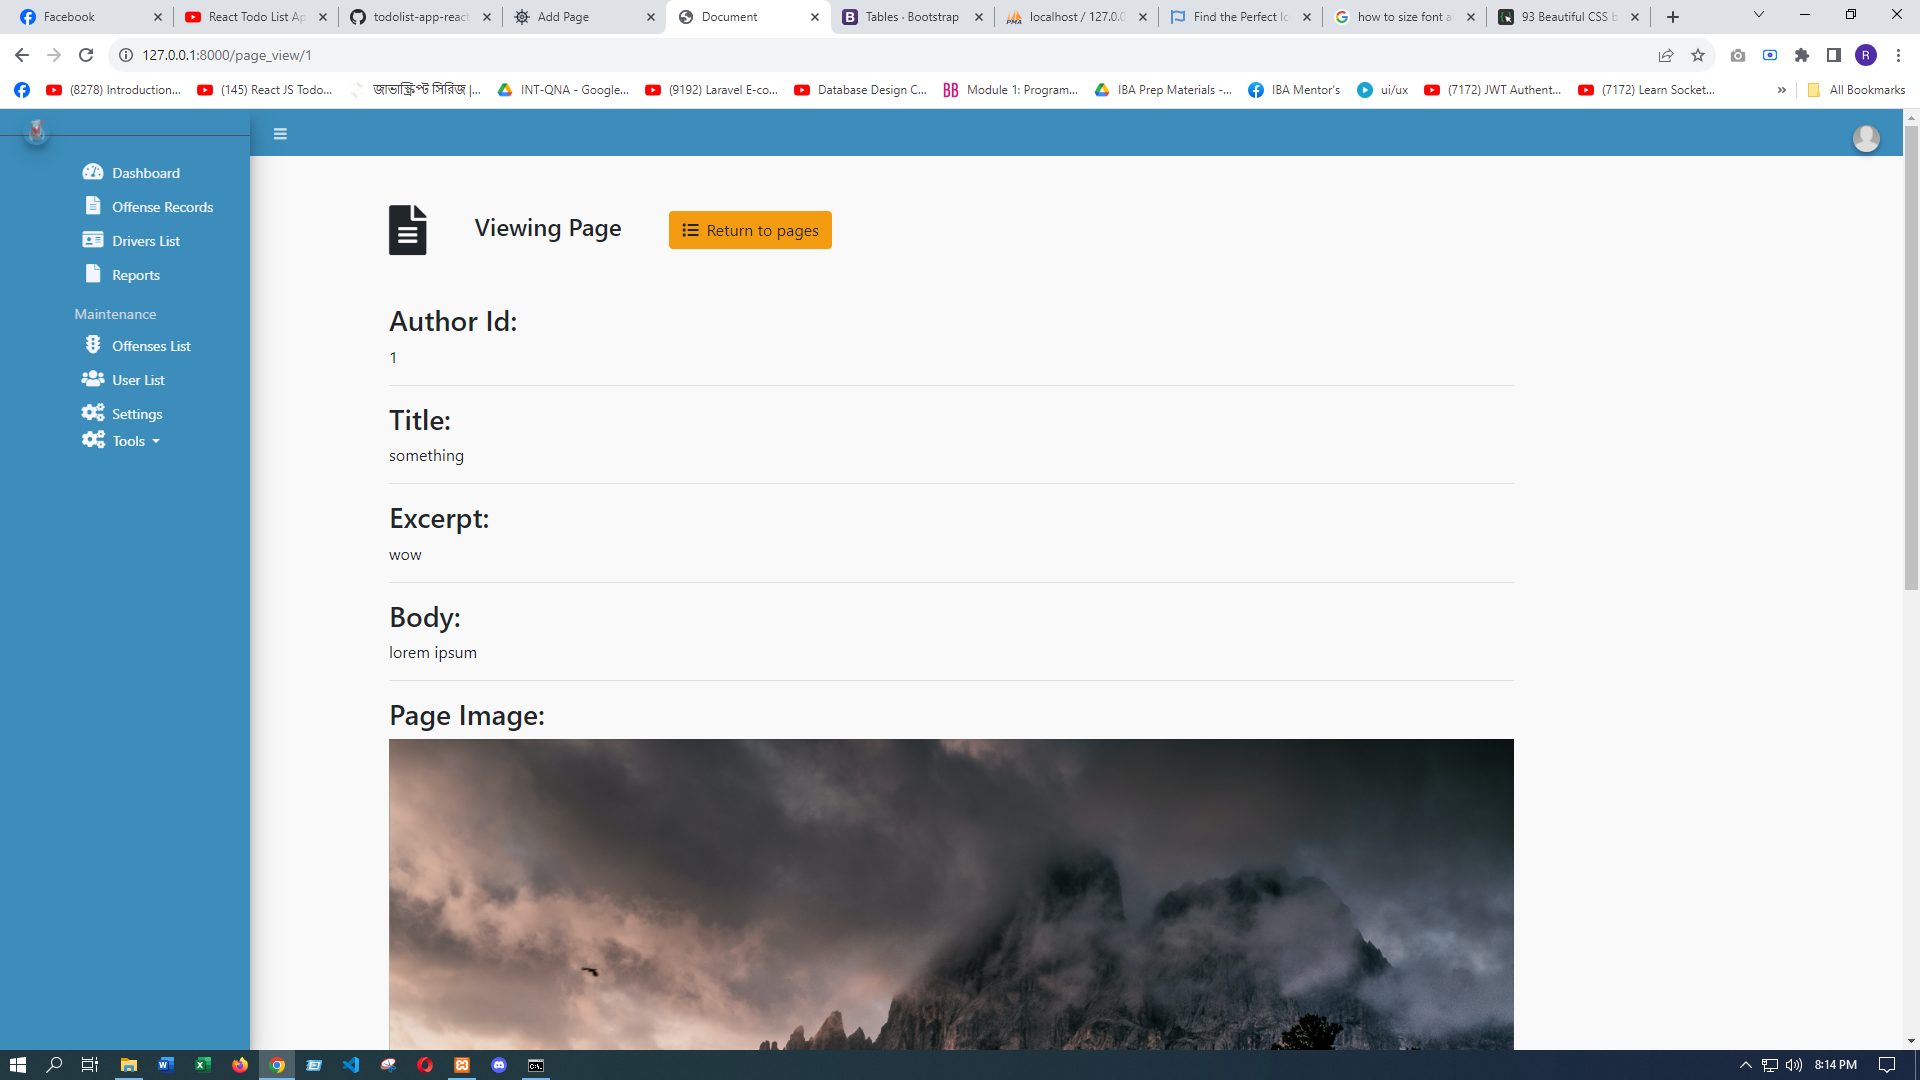 Facebook
React Todo List Ap
todolist-app-react
Add Page
Document
Tables · Bootstrap
localhost / 127.0.0
Find the Perfect Ic
how to size font a
93 Beautiful CSS b
127.0.0.1:8000/page_view/1
R
(8278) Introduction...
(145) React JS Todo...
জাভাস্ক্রিপ্ট সিরিজ |...
INT-QNA - Google...
(9192) Laravel E-co...
Database Design C...
BB Module 1: Program...
IBA Prep Materials -...
IBA Mentor's
ui/ux
(7172) JWT Authent...
(7172) Learn Socket...
»
All Bookmarks
Dashboard
Offense Records
Drivers List
Reports
Maintenance
Offenses List
User List
Settings
Tools
Viewing Page
Return to pages
Author Id:
1
Title:
something
Excerpt:
wow
Body:
lorem ipsum
Page Image:
8:14 PM